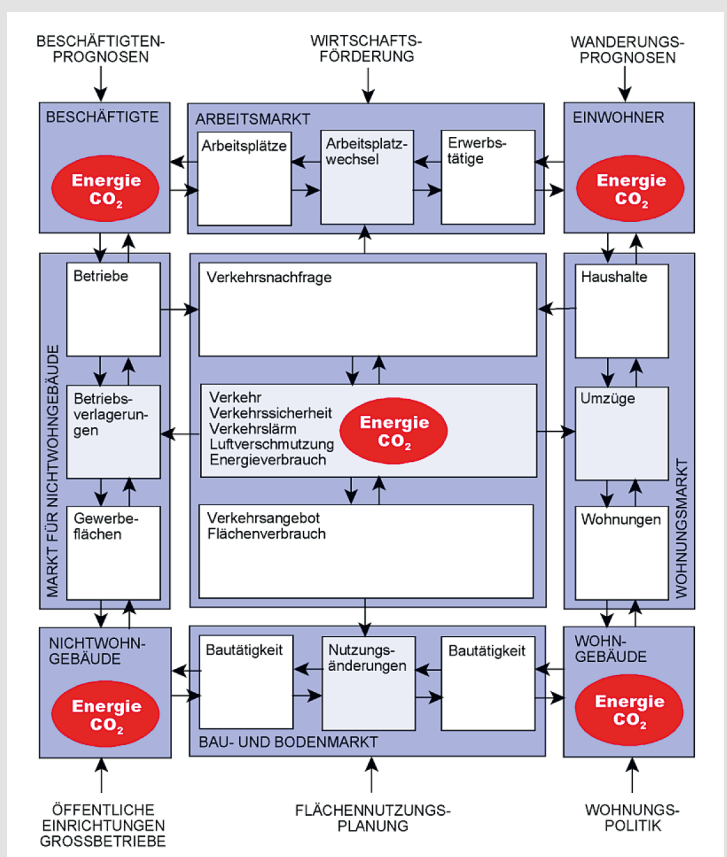 BESCHÄFTIGTEN-
PROGNOSEN
WIRTSCHAFTS-
FÖRDERUNG
WANDERUNGS-
PROGNOSEN
BESCHÄFTIGTE
Energie
CO₂
ARBEITSMARKT
Arbeitsplätze
Arbeitsplatz-
wechsel
Erwerbs-
tätige
EINWOHNER
Energie
CO₂
MARKT FÜR NICHTWOHNGEBÄUDE
Betriebe
Betriebs-
verlagerun-
gen
Gewerbe-
flächen
Verkehrsnachfrage
Verkehr
Verkehrssicherheit
Verkehrslärm
Luftverschmutzung
Energieverbrauch
Energie
CO₂
Verkehrsangebot
Flächenverbrauch
Haushalte
Umzüge
Wohnungen
WOHNUNGSMARKT
NICHTWOHN-
GEBÄUDE
Energie
CO₂
Bautätigkeit
Nutzungs-
änderungen
Bautätigkeit
BAU- UND BODENMARKT
WOHN-
GEBÄUDE
Energie
CO₂
ÖFFENTLICHE
EINRICHTUNGEN
GROSSBETRIEBE
FLÄCHENNUTZUNGS-
PLANUNG
WOHNUNGS-
POLITIK